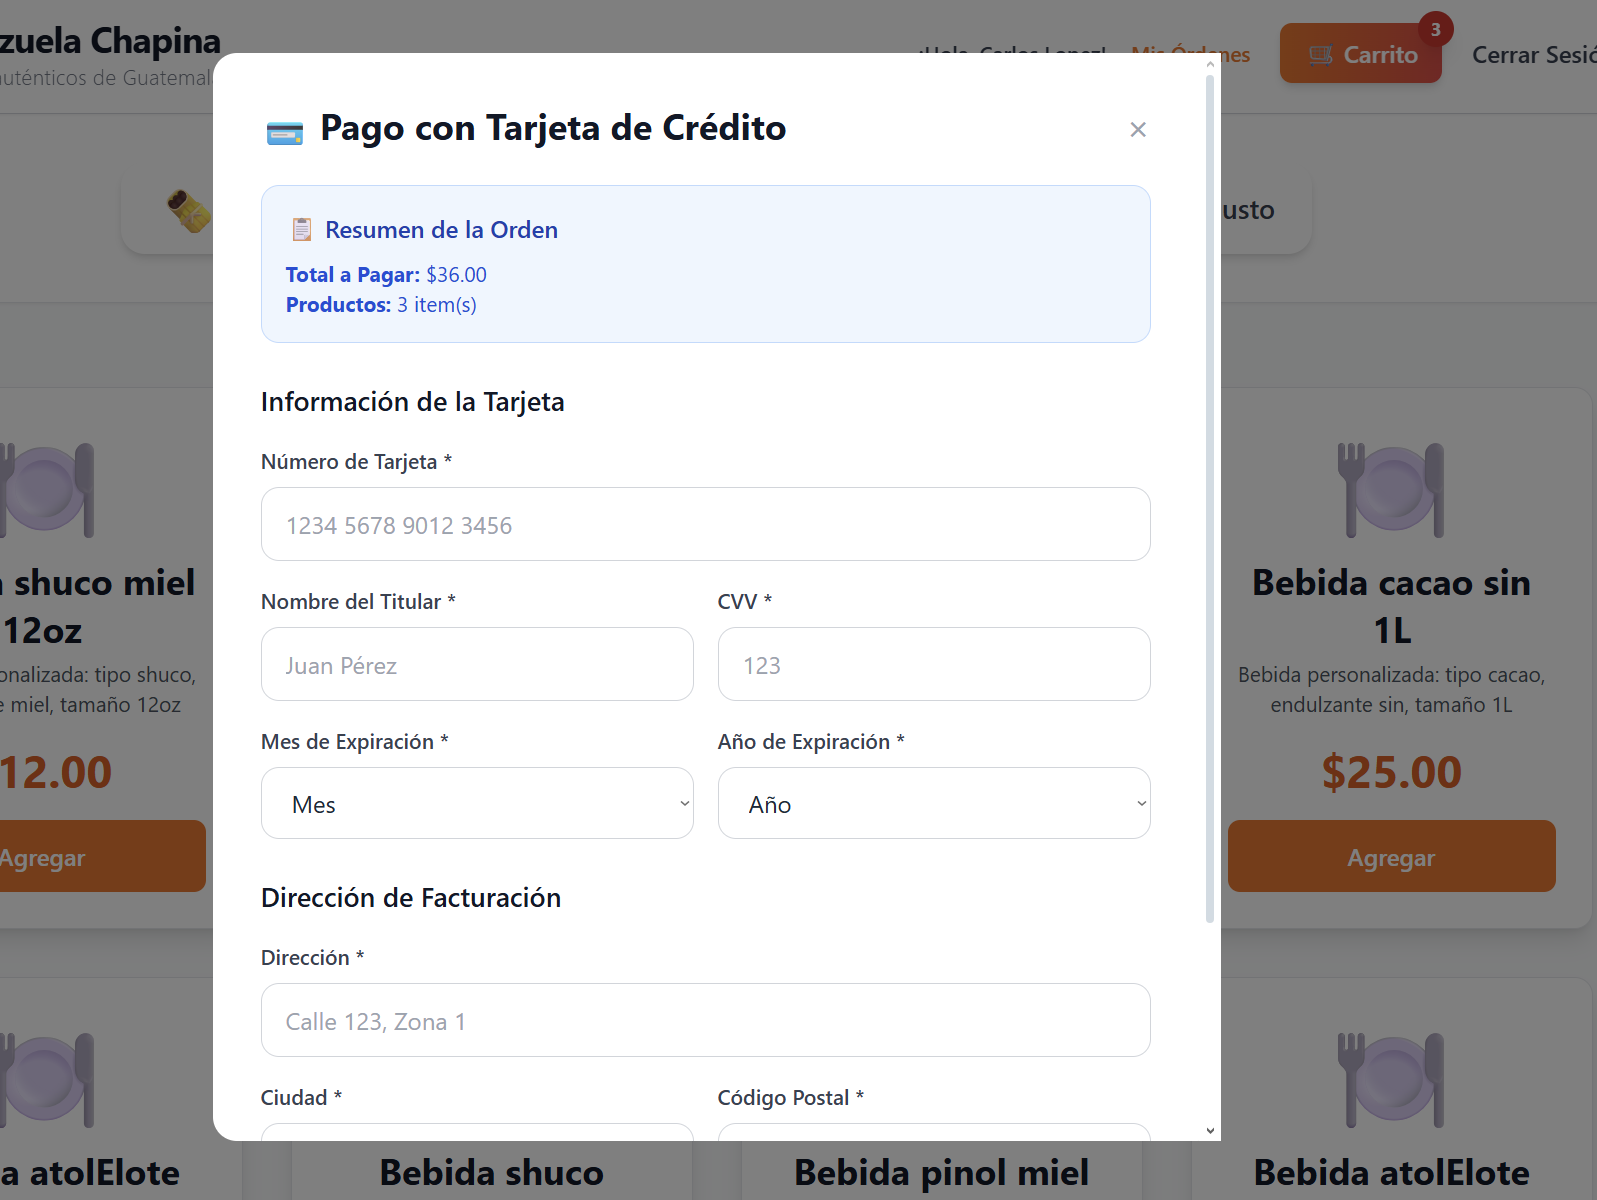 zuela Chapina
auténticos de Guatemal
Mis Órdenes
Carrito
3
Cerrar Sesió
usto
Pago con Tarjeta de Crédito
×
Resumen de la Orden
Total a Pagar: $36.00
Productos: 3 item(s)
Información de la Tarjeta
Número de Tarjeta *
1234 5678 9012 3456
Nombre del Titular *
CVV *
Juan Pérez
123
Mes de Expiración *
Año de Expiración *
Mes
Año
Dirección de Facturación
Dirección *
Calle 123, Zona 1
Ciudad *
Código Postal *
a shuco miel
12oz
onalizada: tipo shuco,
e miel, tamaño 12oz
12.00
Agregar
Bebida cacao sin
1L
Bebida personalizada: tipo cacao,
endulzante sin, tamaño 1L
$25.00
Agregar
a atolElote
Bebida shuco
Bebida pinol miel
Bebida atolElote